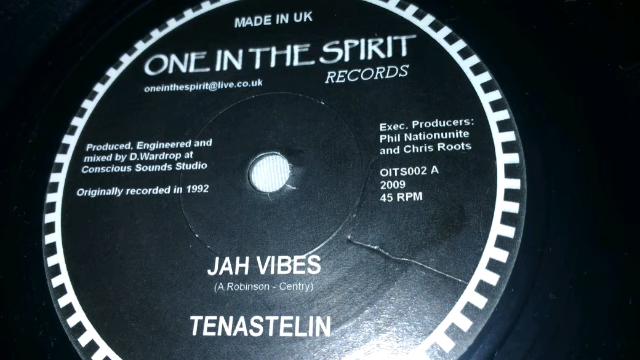 MADE IN UK
ONE IN THE SPIRIT
RECORDS
oneinthespirit@live.co.uk
Produced, Engineered and
mixed by D.Wardrop at
Conscious Sounds Studio
Originally recorded in 1992
Exec. Producers:
Phil Nationunite
and Chris Roots
OITS002 A
2009
45 RPM
JAH VIBES
(A Robinson - Centry)
TENASTELIN